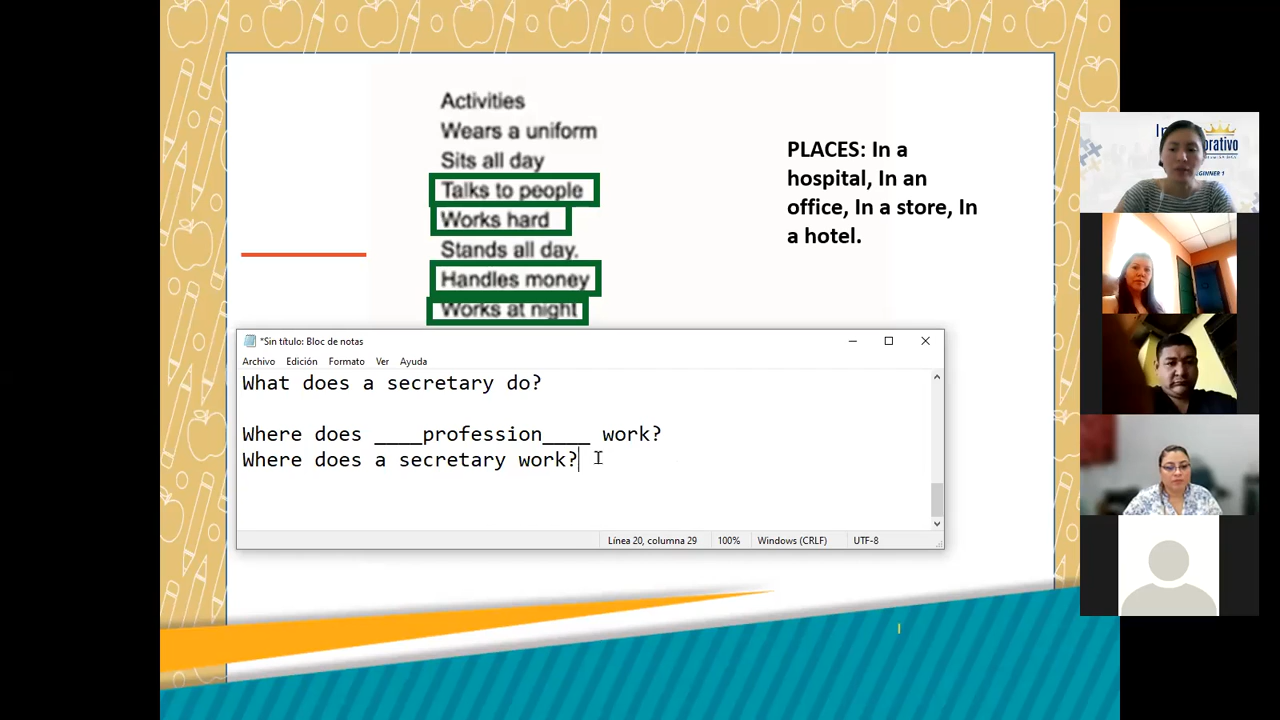 Activities
Wears a uniform
Sits all day
Talks to people
Works hard
Stands all day.
Handles money
Works at night
PLACES: In a
hospital, In an
office, In a store, In
a hotel.
*Sin título: Bloc de notas
Archivo Edición Formato Ver Ayuda
What does a secretary do?
Where does ____profession____ work?
Where does a secretary work?
Línea 20, columna 29 100% Windows (CRLF) UTF-8